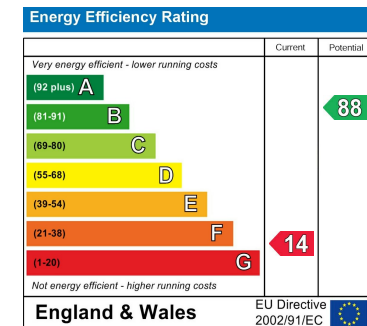 Energy Efficiency Rating
Current Potential
Very energy efficient - lower running costs
(92 plus) A
(81-91) B
88
(69-80) C
(55-68) D
(39-54) E
(21-38) F
14
(1-20) G
Not energy efficient - higher running costs
England & Wales
EU Directive
2002/91/EC